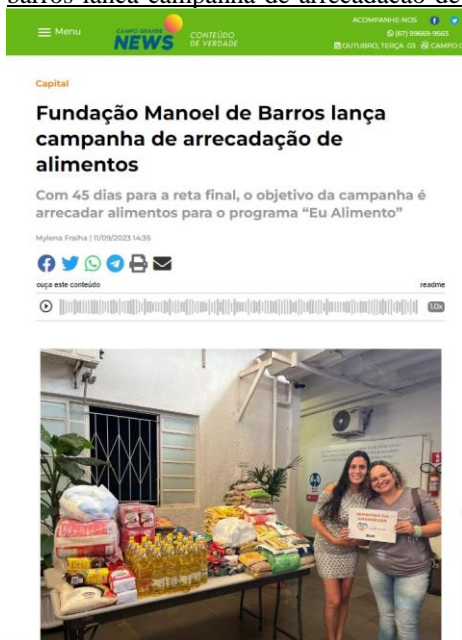 barros lança campanha de arrecadação de
Menu
CAMPO GRANDE
NEWS
CONTEÚDO
DE VERDADE
ACOMPANHE-NOS
(67) 99669-9563
OUTUBRO, TERÇA 03 CAMPO
Capital
Fundação Manoel de Barros lança
campanha de arrecadação de
alimentos
Com 45 dias para a reta final, o objetivo da campanha é
arrecadar alimentos para o programa “Eu Alimento”
Mylena Fraiha | 11/09/2023 14:35
ouça este conteúdo
readme
1.0x